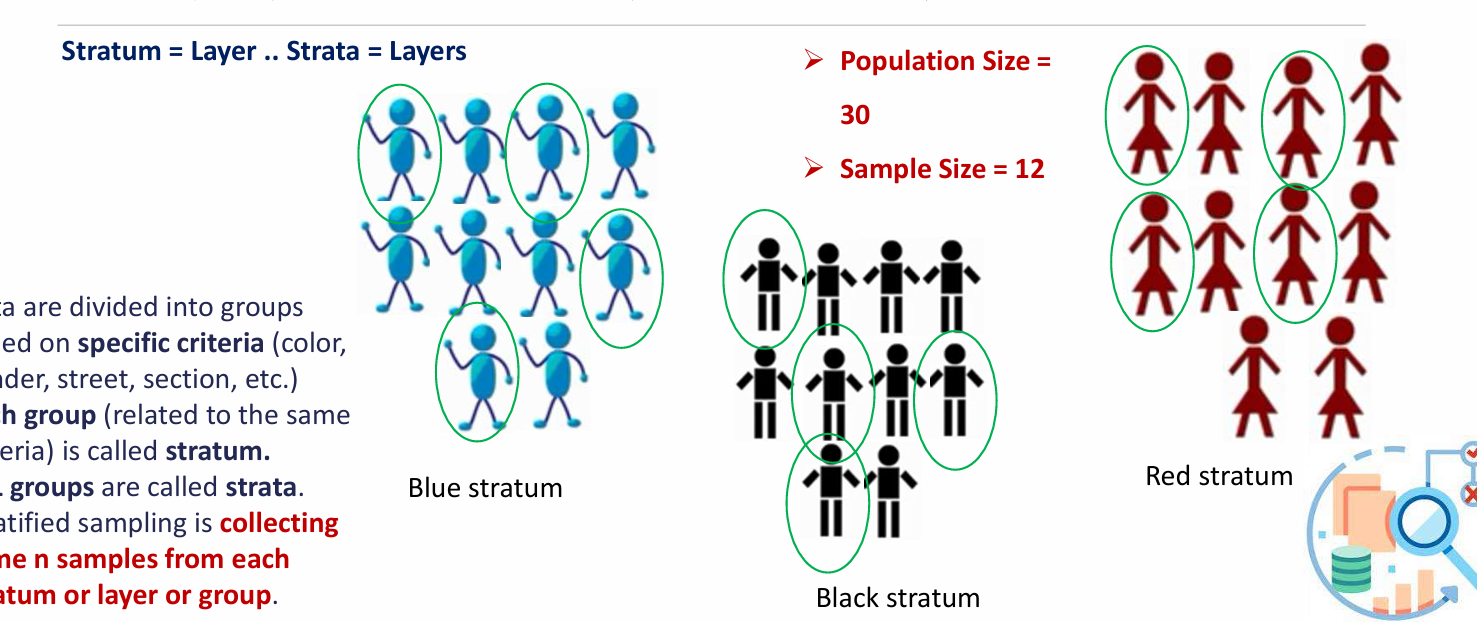 Stratum = Layer .. Strata = Layers
➢ Population Size =
30
➢ Sample Size = 12
ta are divided into groups
ed on specific criteria (color,
der, street, section, etc.)
h group (related to the same
eria) is called stratum.
groups are called strata.
atified sampling is collecting
me n samples from each
atum or layer or group.
Blue stratum
Black stratum
Red stratum